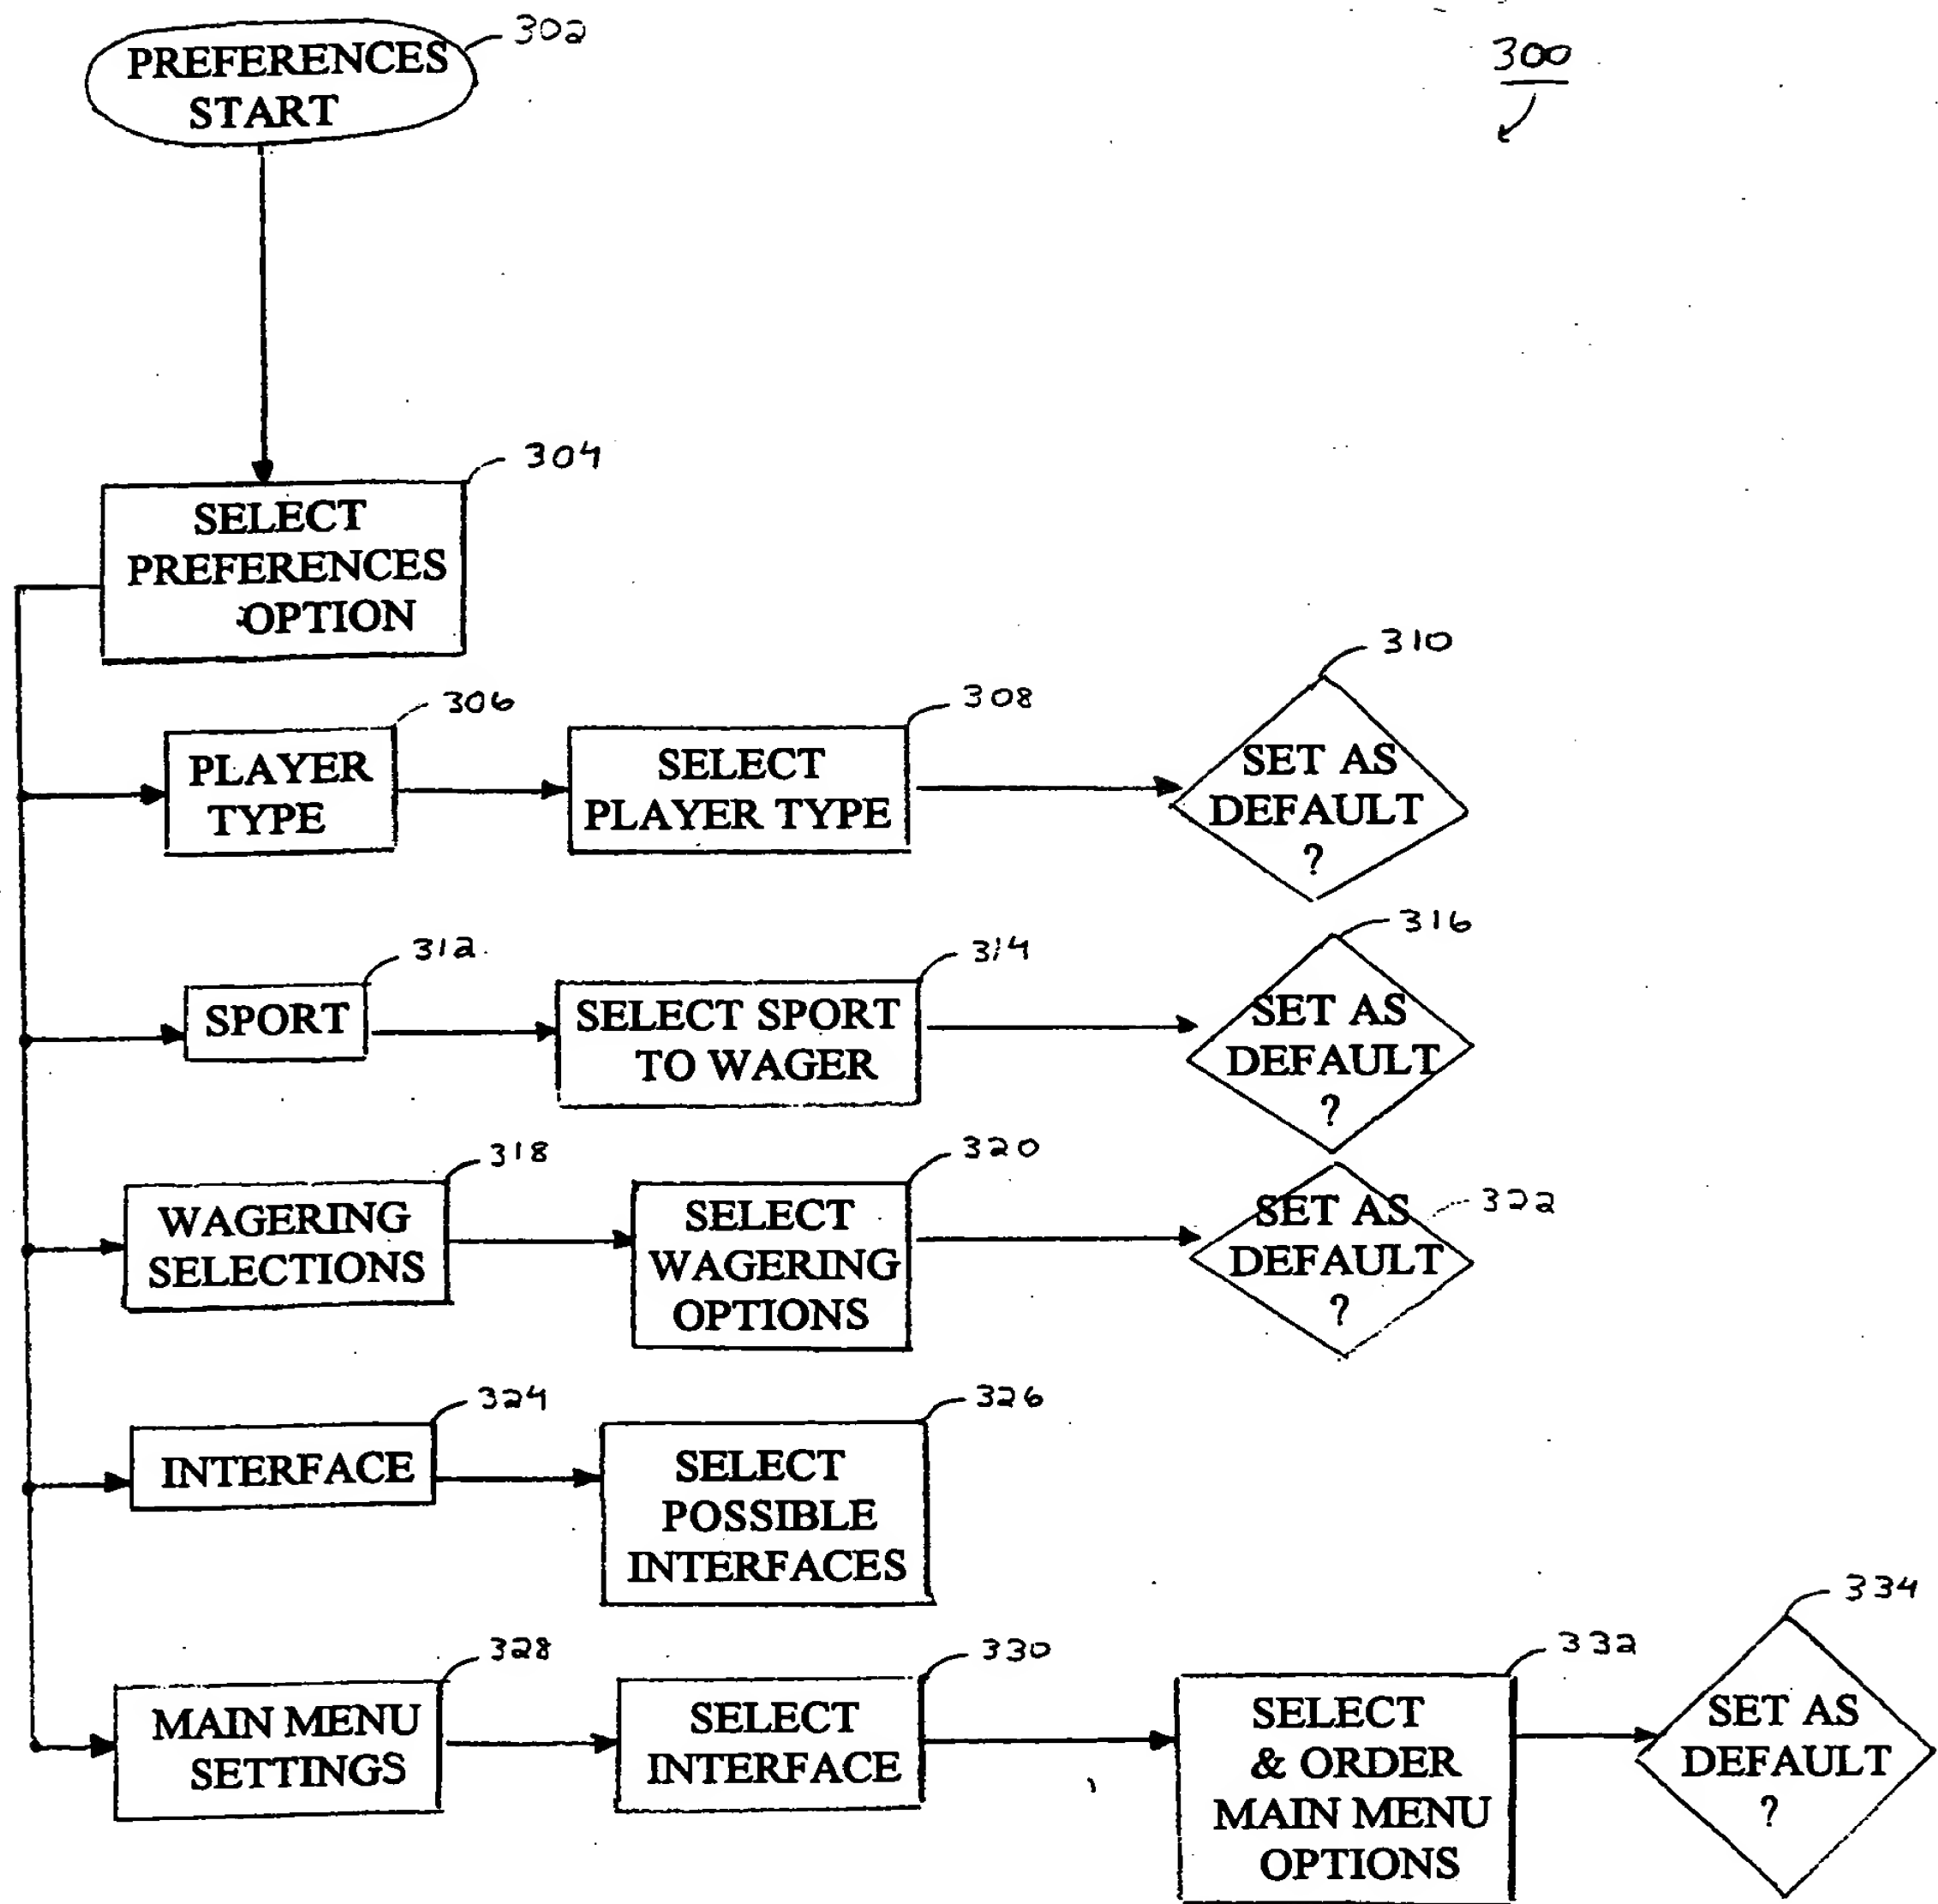 302
PREFERENCES
START
300
304
SELECT
PREFERENCES
OPTION
306
PLAYER
TYPE
308
SELECT
PLAYER TYPE
310
SET AS
DEFAULT
?
312
SPORT
314
SELECT SPORT
TO WAGER
316
SET AS
DEFAULT
?
318
WAGERING
SELECTIONS
320
SELECT
WAGERING
OPTIONS
322
SET AS
DEFAULT
?
324
INTERFACE
326
SELECT
POSSIBLE
INTERFACES
328
MAIN MENU
SETTINGS
330
SELECT
INTERFACE
332
SELECT
& ORDER
MAIN MENU
OPTIONS
334
SET AS
DEFAULT
?